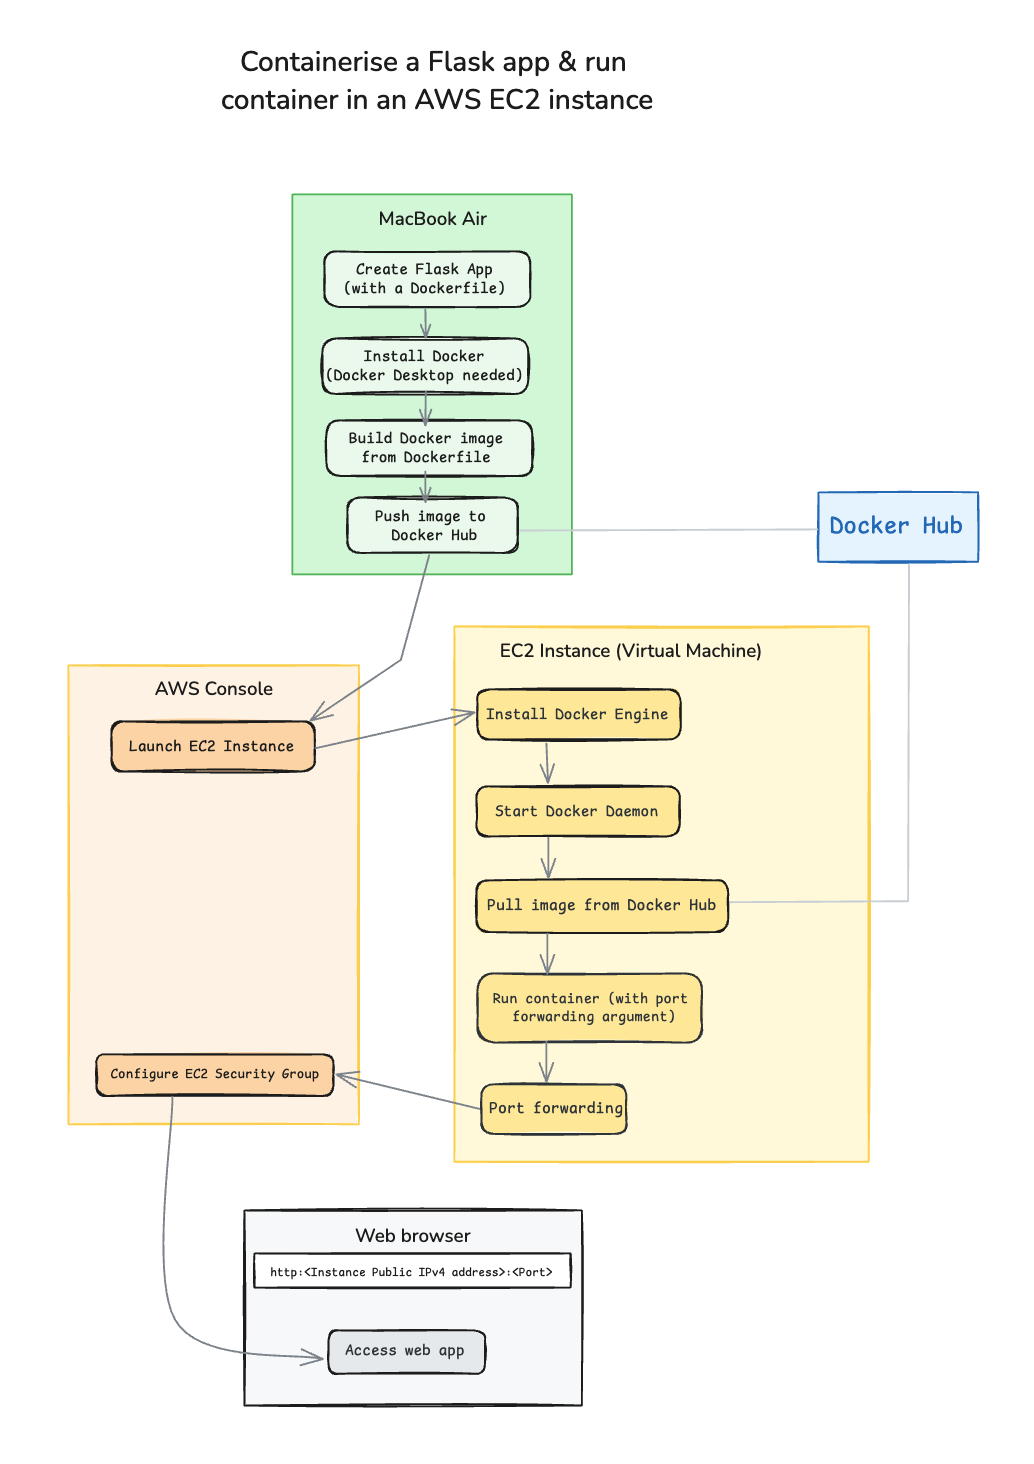 Containerise a Flask app & run
container in an AWS EC2 instance
MacBook Air
Create Flask App
(with a Dockerfile)
Install Docker
(Docker Desktop needed)
Build Docker image
from Dockerfile
Push image to
Docker Hub
Docker Hub
AWS Console
Launch EC2 Instance
EC2 Instance (Virtual Machine)
Install Docker Engine
Start Docker Daemon
Pull image from Docker Hub
Run container (with port
forwarding argument)
Port forwarding
Configure EC2 Security Group
Web browser
http:<Instance Public IPv4 address>:<Port>
Access web app